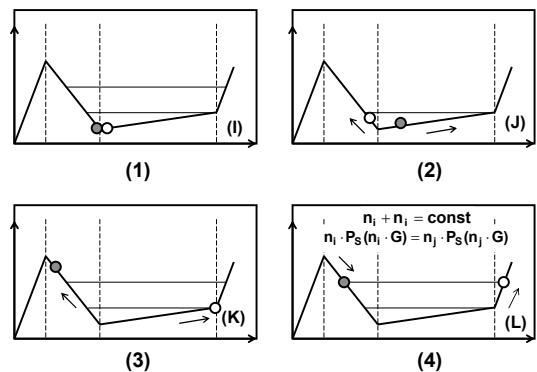 (I)
(J)
(1)
(2)
n_i + n_i = const
n_i · P_S(n_i · G) = n_j · P_S(n_j · G)
(K)
(L)
(3)
(4)